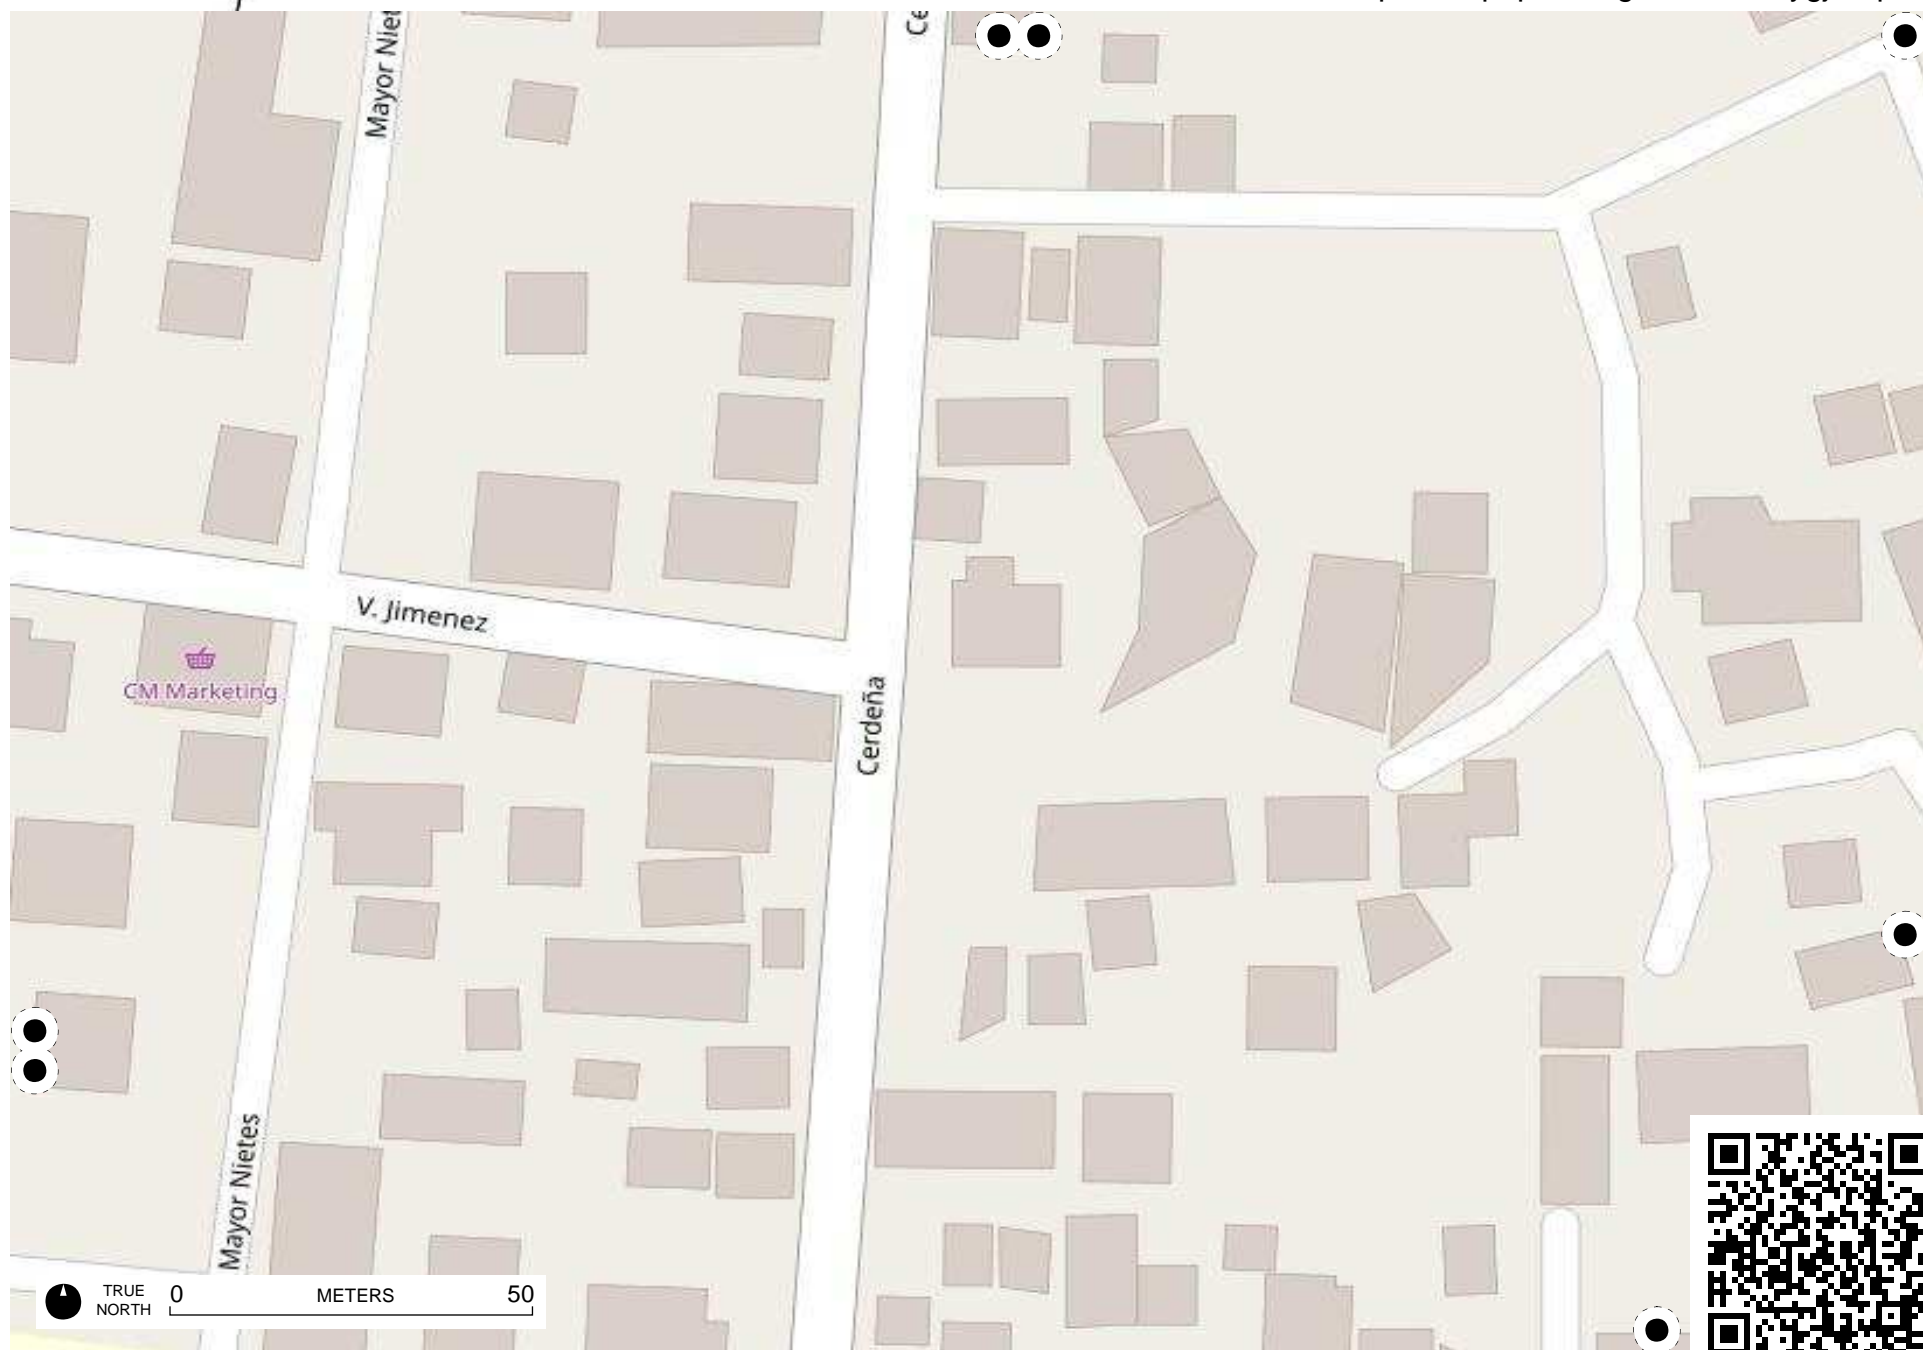 Mayor Niet
Ce
V. Jimenez
CM Marketing
Cerdeña
Mayor Nietes
TRUE
NORTH
0
METERS
50